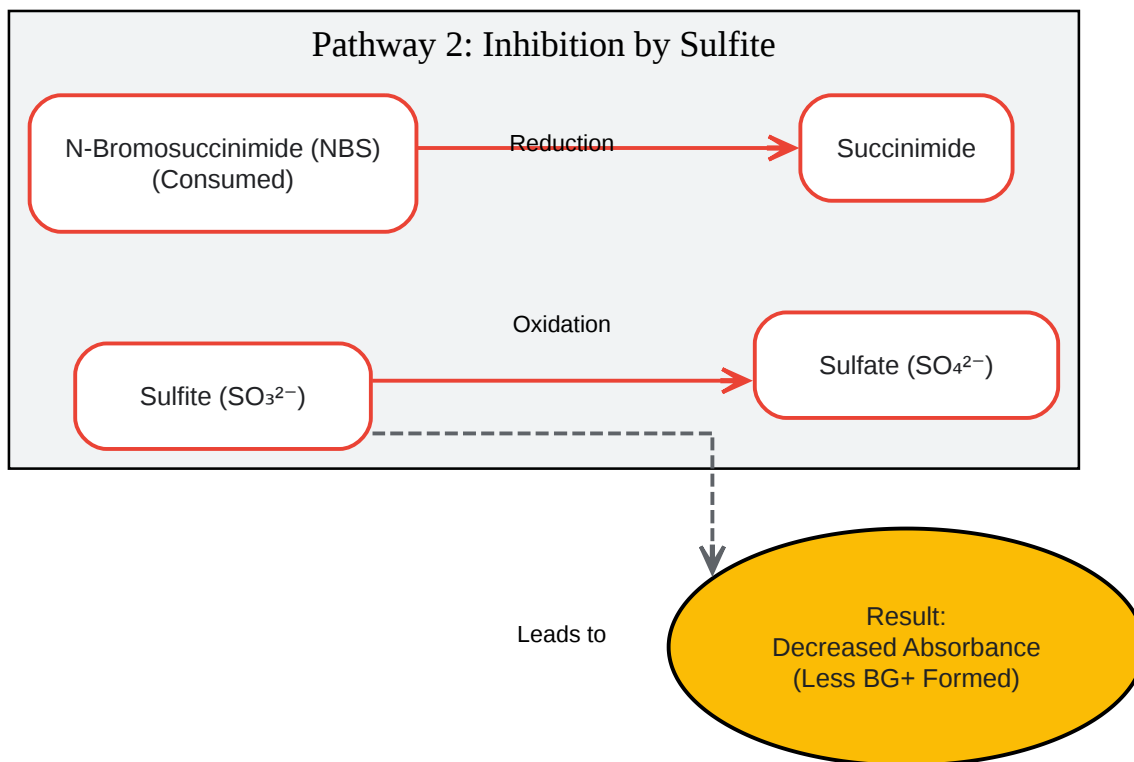 Pathway 2: Inhibition by Sulfite
N-Bromosuccinimide (NBS)
(Consumed)
Reduction
Succinimide
Oxidation
Sulfite (SO₃²⁻)
Sulfate (SO₄²⁻)
Leads to
Result:
Decreased Absorbance
(Less BG+ Formed)